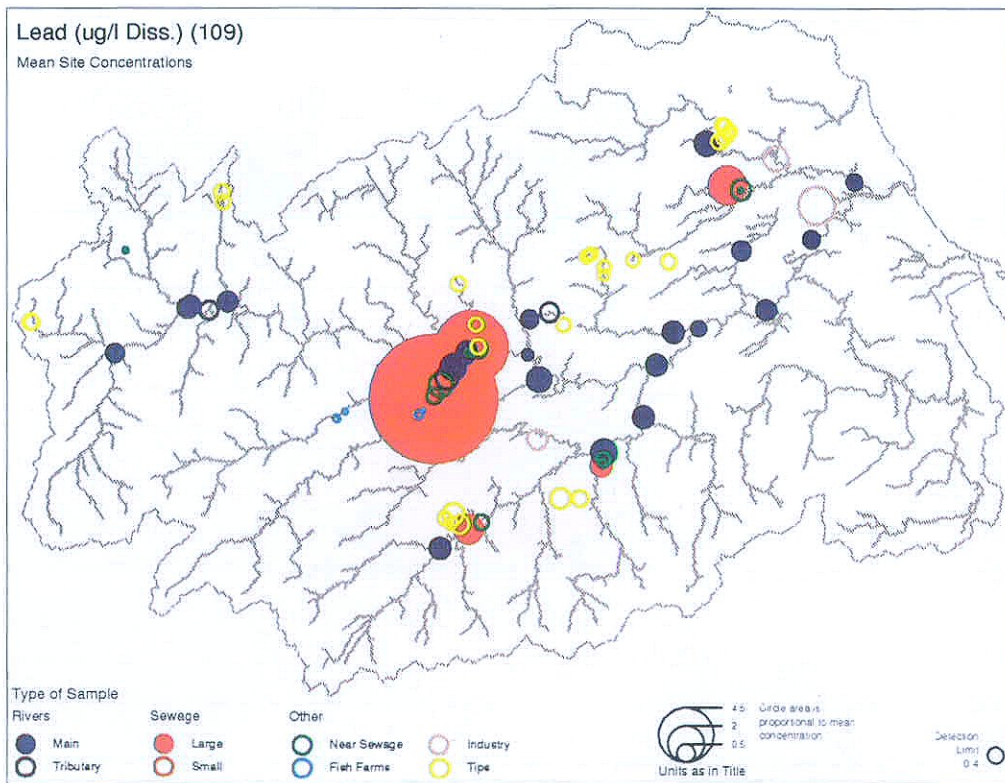 Lead (ug/l Diss.) (109)
Mean Site Concentrations
Type of Sample
Rivers
Main
Tributary
Sewage
Large
Small
Other
Near Sewage
Fish Farms
Industry
Tips
4.5
2
0.5
Units as in Title
Circle area is
proportional to mean
concentration.
Detection
Limit
0.4